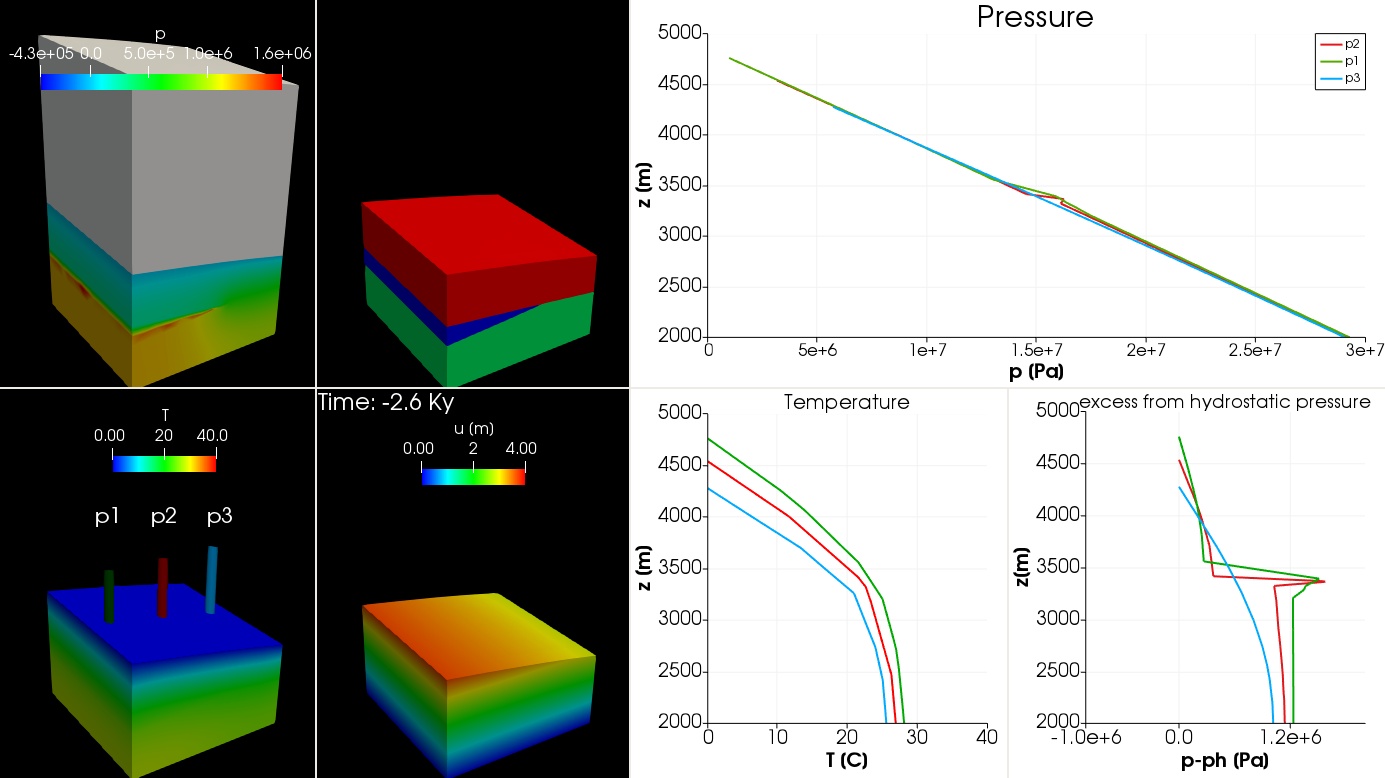 p
-4.3e+05 0.0 5.0e+5 1.0e+6 1.6e+06
Pressure
5000
4500
4000
3500
3000
2500
2000
z (m)
p2
p1
p3
0 5e+6 1e+7 1.5e+7 2e+7 2.5e+7 3e+7
p (Pa)
T
0.00 20 40.0
p1 p2 p3
Time: -2.6 Ky
u (m)
0.00 2 4.00
Temperature
5000
4500
4000
3500
3000
2500
2000
z (m)
0 10 20 30 40
T (C)
excess from hydrostatic pressure
5000
4500
4000
3500
3000
2500
2000
z(m)
-1.0e+6 0.0 1.2e+6
p-ph (Pa)